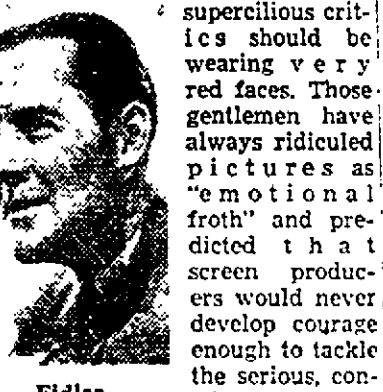 supercilious crit-
ics should be
wearing very
red faces. Those
gentlemen have
always ridiculed
pictures as
"emotional
froth" and pre-
dicted that
screen produc-
ers would never
develop courage
enough to tackle
the serious, con-
Fidler